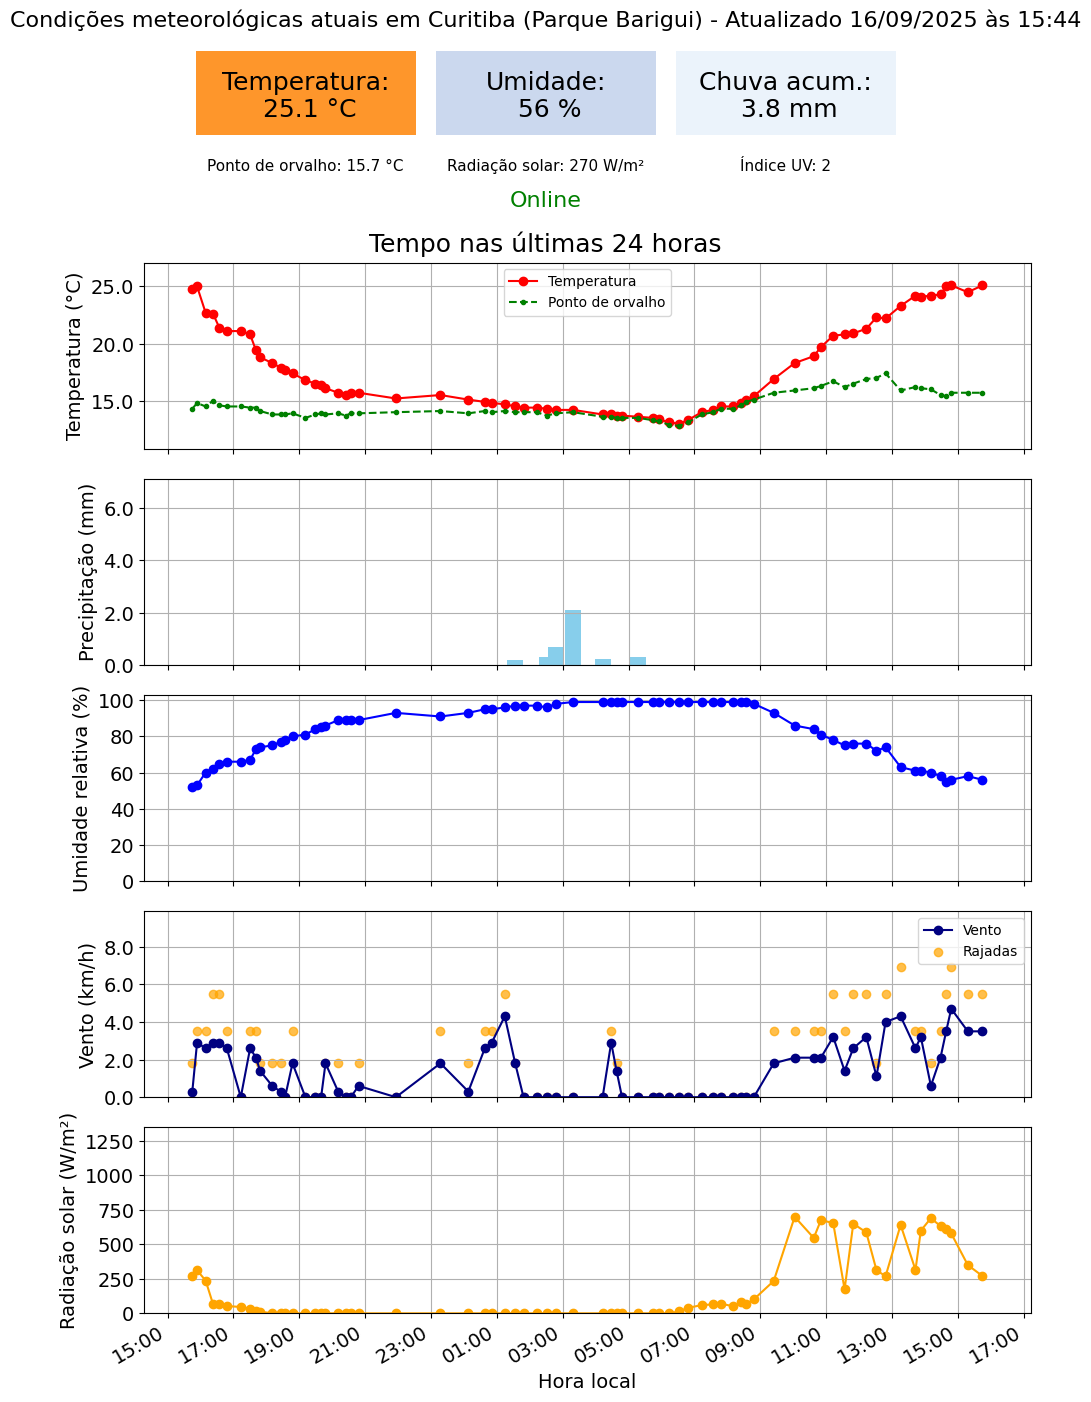 Condições meteorológicas atuais em Curitiba (Parque Barigui) - Atualizado 16/09/2025 às 15:44
Temperatura:
25.1 °C
Umidade:
56 %
Chuva acum.:
3.8 mm
Ponto de orvalho: 15.7 °C
Radiação solar: 270 W/m²
Índice UV: 2
Online
Tempo nas últimas 24 horas
Temperatura (°C)
25.0
20.0
15.0
Temperatura
Ponto de orvalho
Precipitação (mm)
6.0
4.0
2.0
0.0
Umidade relativa (%)
100
80
60
40
20
0
Vento (km/h)
8.0
6.0
4.0
2.0
0.0
Vento
Rajadas
Radiação solar (W/m²)
1250
1000
750
500
250
0
15:00
17:00
19:00
21:00
23:00
01:00
03:00
05:00
07:00
09:00
11:00
13:00
15:00
17:00
Hora local